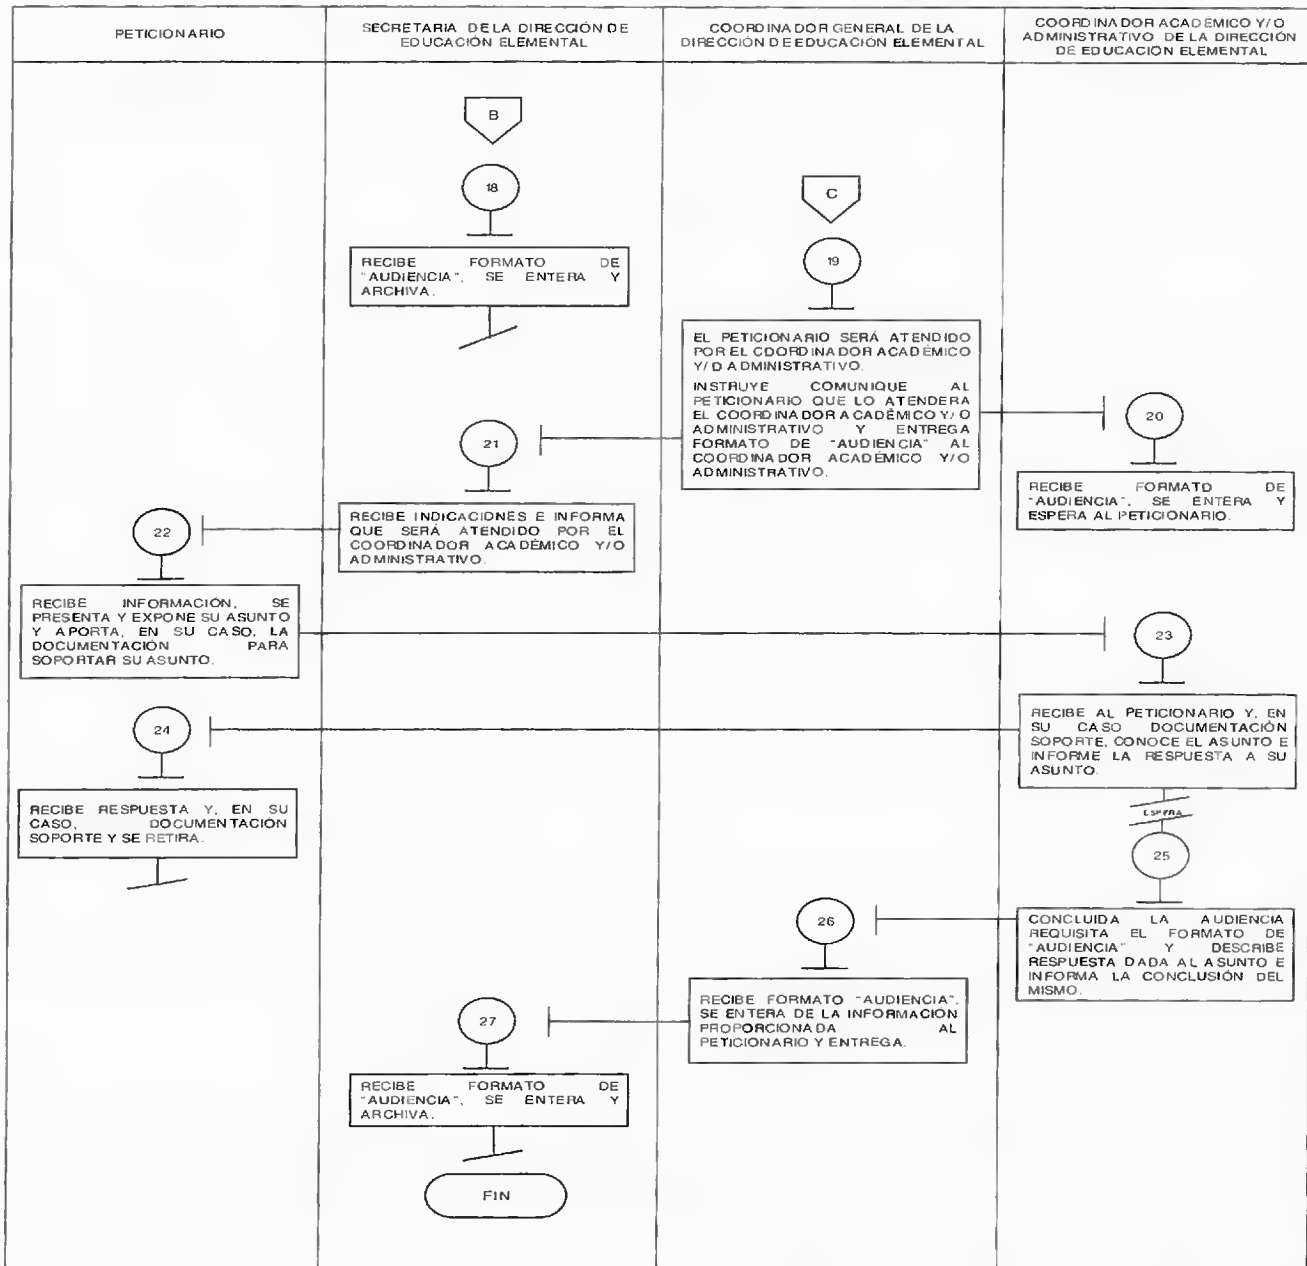 PETICIONARIO
SECRETARIA DE LA DIRECCIÓN DE
EDUCACIÓN ELEMENTAL
COORDINADOR GENERAL DE LA
DIRECCIÓN DE EDUCACIÓN ELEMENTAL
COORDINADOR ACADÉMICO Y/O
ADMINISTRATIVO DE LA DIRECCIÓN
DE EDUCACIÓN ELEMENTAL
B
18
RECIBE FORMATO DE
"AUDIENCIA", SE ENTERA Y
ARCHIVA.
C
19
EL PETICIONARIO SERÁ ATENDIDO
POR EL COORDINADOR ACADÉMICO
Y/O ADMINISTRATIVO.
INSTRUYE COMUNIQUE AL
PETICIONARIO QUE LO ATENDERA
EL COORDINADOR ACADÉMICO Y/O
ADMINISTRATIVO Y ENTREGA
FORMATO DE "AUDIENCIA" AL
COORDINADOR ACADÉMICO Y/O
ADMINISTRATIVO.
20
RECIBE FORMATO DE
"AUDIENCIA", SE ENTERA Y
ESPERA AL PETICIONARIO.
21
RECIBE INDICACIONES E INFORMA
QUE SERÁ ATENDIDO POR EL
COORDINADOR ACADÉMICO Y/O
ADMINISTRATIVO.
22
RECIBE INFORMACIÓN, SE
PRESENTA Y EXPONE SU ASUNTO
Y APORTA, EN SU CASO, LA
DOCUMENTACIÓN PARA
SOPORTAR SU ASUNTO.
23
RECIBE AL PETICIONARIO Y, EN
SU CASO DOCUMENTACIÓN
SOPORTE, CONOCE EL ASUNTO E
INFORME LA RESPUESTA A SU
ASUNTO.
24
RECIBE RESPUESTA Y, EN SU
CASO, DOCUMENTACIÓN
SOPORTE Y SE RETIRA.
ESPERA
25
CONCLUIDA LA AUDIENCIA
REQUISITA EL FORMATO DE
"AUDIENCIA" Y DESCRIBE
RESPUESTA DADA AL ASUNTO E
INFORMA LA CONCLUSIÓN DEL
MISMO.
26
RECIBE FORMATO "AUDIENCIA",
SE ENTERA DE LA INFORMACIÓN
PROPORCIONADA AL
PETICIONARIO Y ENTREGA.
27
RECIBE FORMATO DE
"AUDIENCIA", SE ENTERA Y
ARCHIVA.
FIN